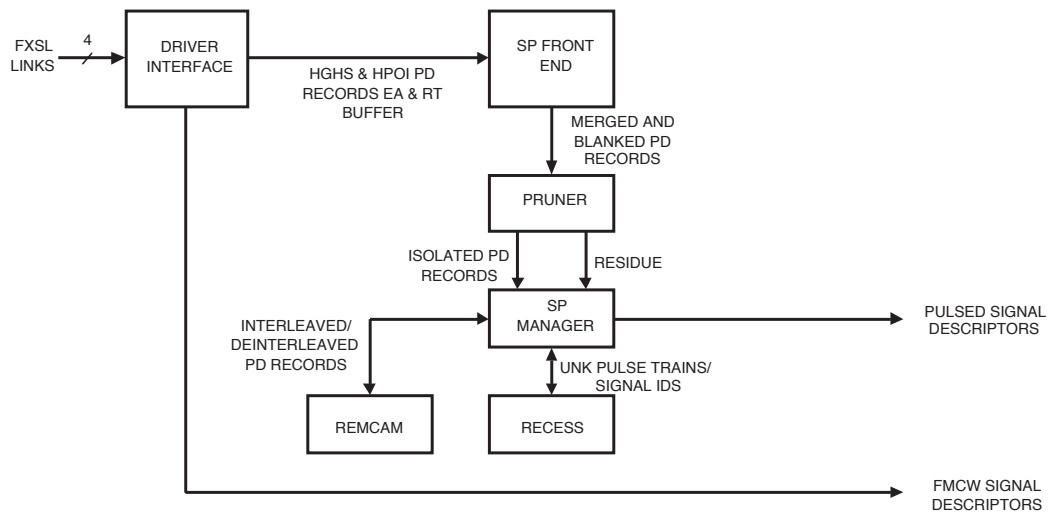 FXSL
LINKS
4
DRIVER
INTERFACE
HGHS & HPOI PD
RECORDS EA & RT
BUFFER
SP FRONT
END
MERGED AND
BLANKED PD
RECORDS
PRUNER
ISOLATED PD
RECORDS
RESIDUE
SP
MANAGER
PULSED SIGNAL
DESCRIPTORS
INTERLEAVED/
DEINTERLEAVED
PD RECORDS
UNK PULSE TRAINS/
SIGNAL IDS
REMCAM
RECESS
FMCW SIGNAL
DESCRIPTORS